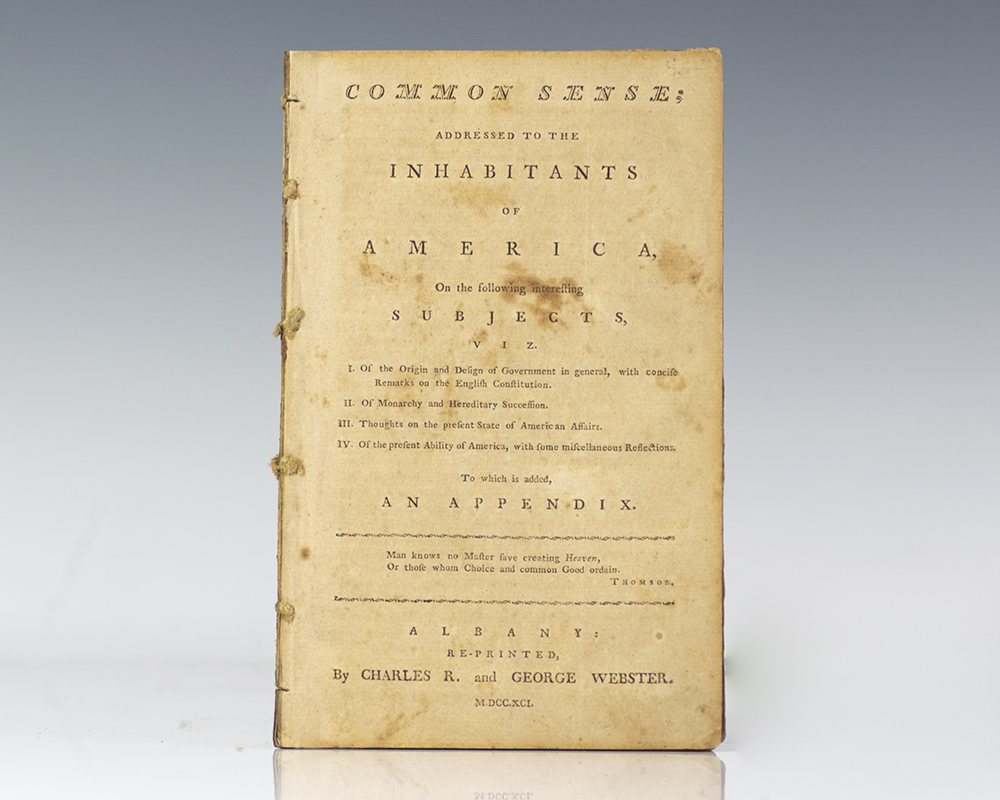 COMMON SENSE;
ADDRESSED TO THE
INHABITANTS
OF
AMERICA,
On the following intereſting
SUBJECTS,
VIZ.
I. Of the Origin and Deſign of Government in general, with conciſe
Remarks on the Engliſh Conſtitution.
II. Of Monarchy and Hereditary Succeſſion.
III. Thoughts on the preſent State of American Affairs.
IV. Of the preſent Ability of America, with ſome miſcellaneous Reflections.
To which is added,
AN APPENDIX.
Man knows no Maſter ſave creating Heaven,
Or thoſe whom Choice and common Good ordain.
THOMSON.
ALBANY:
RE-PRINTED,
By CHARLES R. and GEORGE WEBSTER.
M.DCC.XCI.